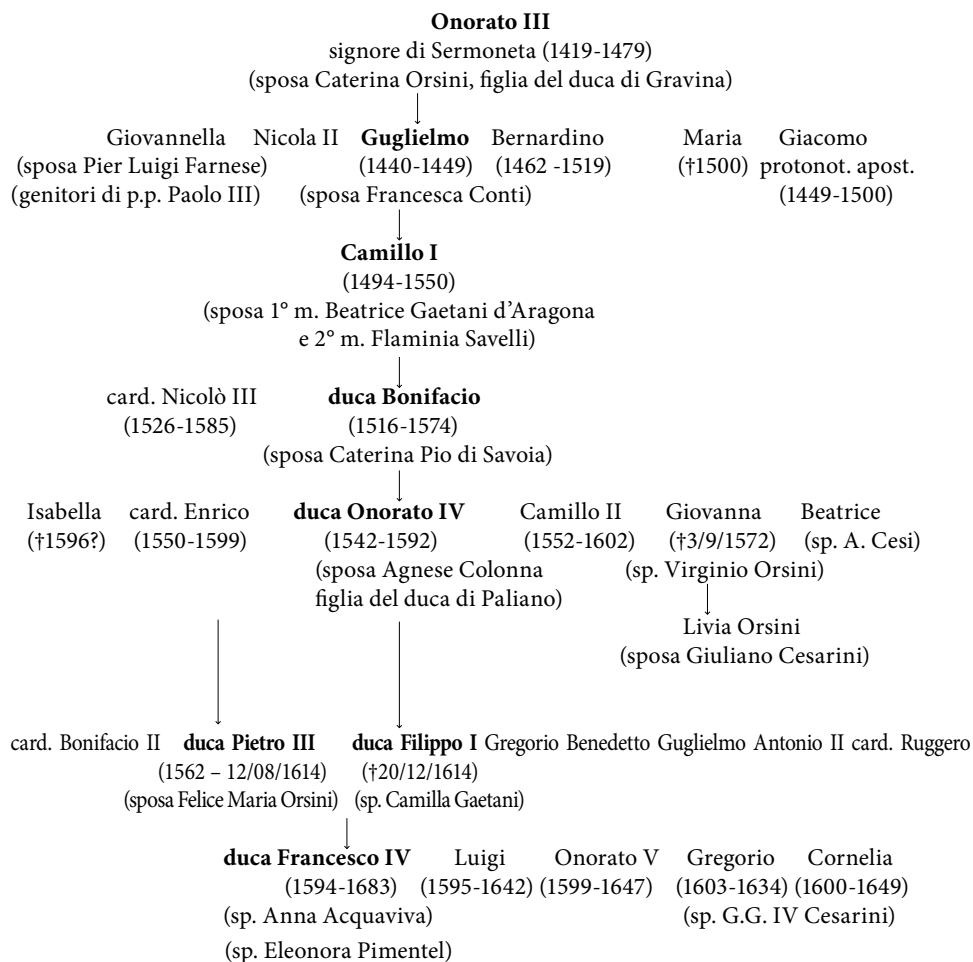 Onorato III
signore di Sermoneta (1419-1479)
(sposa Caterina Orsini, figlia del duca di Gravina)
Giovannella Nicola II Guglielmo Bernardino Maria Giacomo
(sposa Pier Luigi Farnese) (1440-1449) (1462 -1519) (†1500) protonot. apost.
(genitori di p.p. Paolo III) (sposa Francesca Conti) (1449-1500)
Camillo I
(1494-1550)
(sposa 1° m. Beatrice Gaetani d’Aragona
e 2° m. Flaminia Savelli)
card. Nicolò III duca Bonifacio
(1526-1585) (1516-1574)
(sposa Caterina Pio di Savoia)
Isabella card. Enrico duca Onorato IV Camillo II Giovanna Beatrice
(†1596?) (1550-1599) (1542-1592) (1552-1602) (†3/9/1572) (sp. A. Cesi)
(sposa Agnese Colonna (sp. Virginio Orsini)
figlia del duca di Paliano)
Livia Orsini
(sposa Giuliano Cesarini)
card. Bonifacio II duca Pietro III duca Filippo I Gregorio Benedetto Guglielmo Antonio II card. Ruggero
(1562 – 12/08/1614) (†20/12/1614)
(sposa Felice Maria Orsini) (sp. Camilla Gaetani)
duca Francesco IV Luigi Onorato V Gregorio Cornelia
(1594-1683) (1595-1642) (1599-1647) (1603-1634) (1600-1649)
(sp. Anna Acquaviva) (sp. G.G. IV Cesarini)
(sp. Eleonora Pimentel)